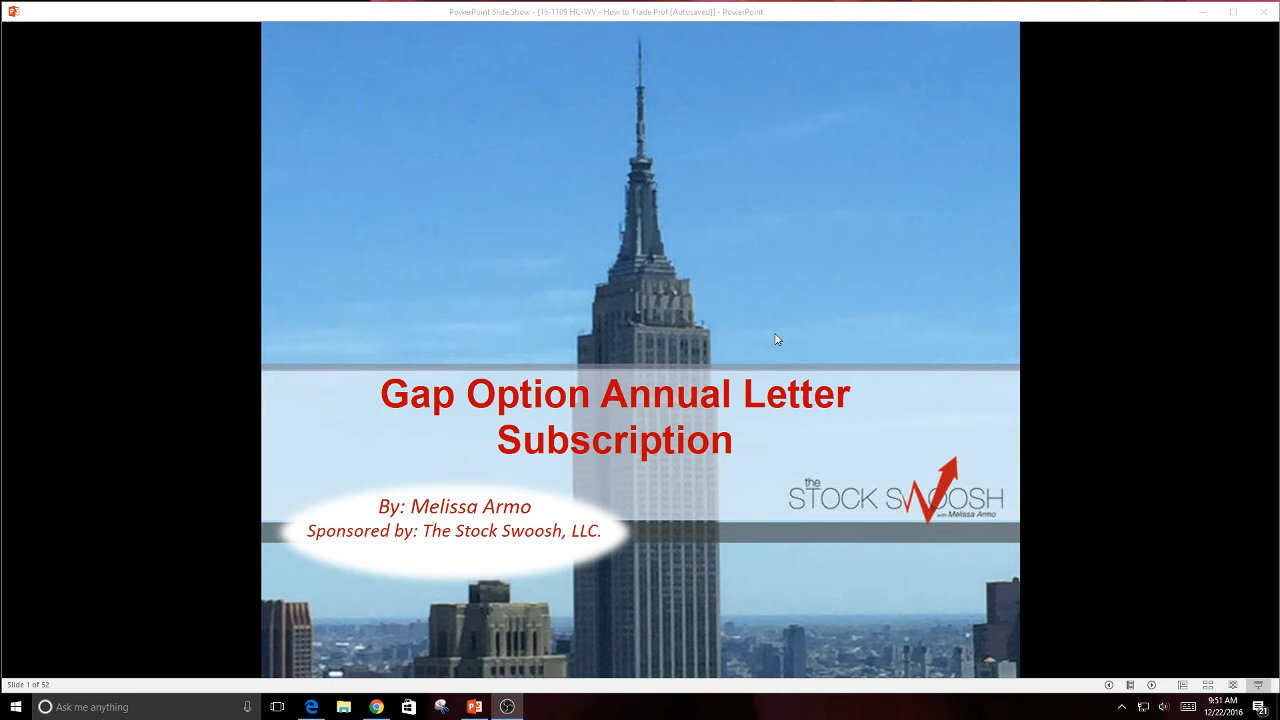 PowerPoint Slide Show - [16-1109 HC-WV - How to Trade Prof [Autosaved]] - PowerPoint
Gap Option Annual Letter
Subscription
the
STOCK SWOOSH
with Melissa Armo
By: Melissa Armo
Sponsored by: The Stock Swoosh, LLC.
Slide 1 of 52
Ask me anything
9:51 AM
12/22/2016